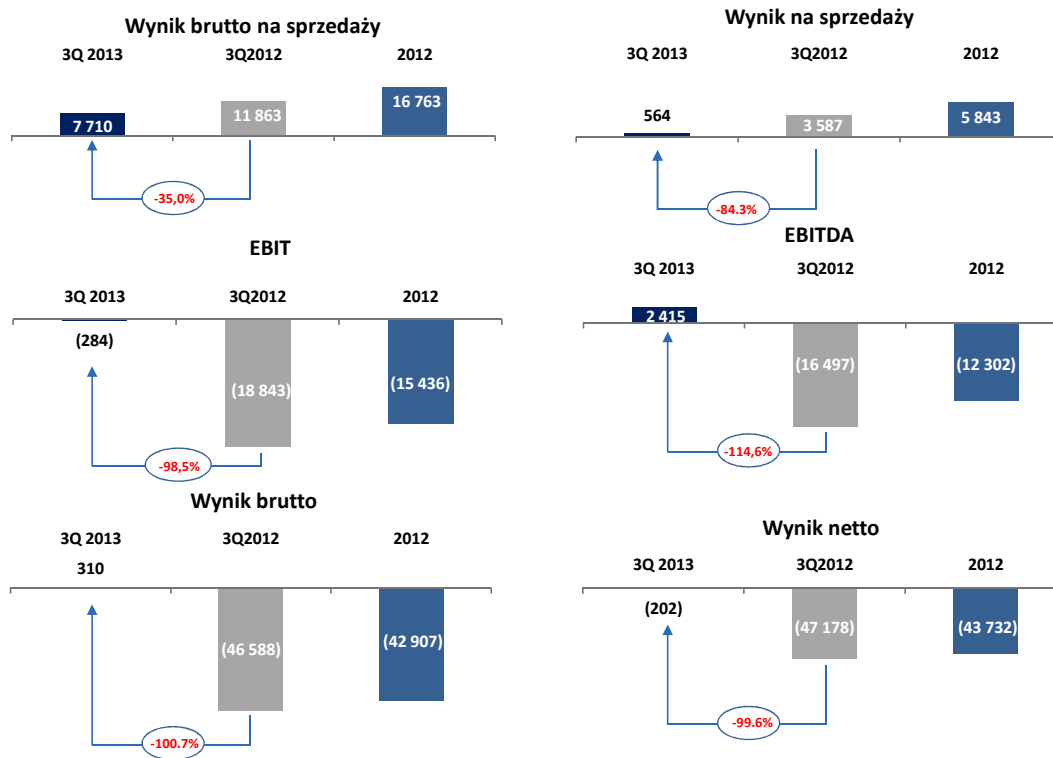 Wynik brutto na sprzedaży
3Q 2013 3Q2012 2012
7 710 11 863 16 763
-35,0%
Wynik na sprzedaży
3Q 2013 3Q2012 2012
564 3 587 5 843
-84.3%
EBIT
3Q 2013 3Q2012 2012
(284) (18 843) (15 436)
-98,5%
EBITDA
3Q 2013 3Q2012 2012
2 415 (16 497) (12 302)
-114,6%
Wynik brutto
3Q 2013 3Q2012 2012
310 (46 588) (42 907)
-100.7%
Wynik netto
3Q 2013 3Q2012 2012
(202) (47 178) (43 732)
-99.6%